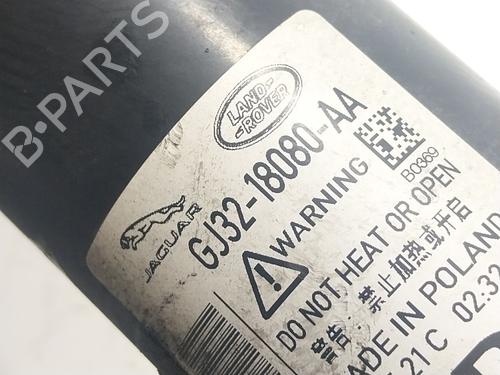 B-PARTS
LAND-
ROVER
JAGUAR
GJ32-18080-AA
B0369
WARNING
DO NOT HEAT OR OPEN
警告: 禁止加热或开启
MADE IN POLAND
21 C 02:32